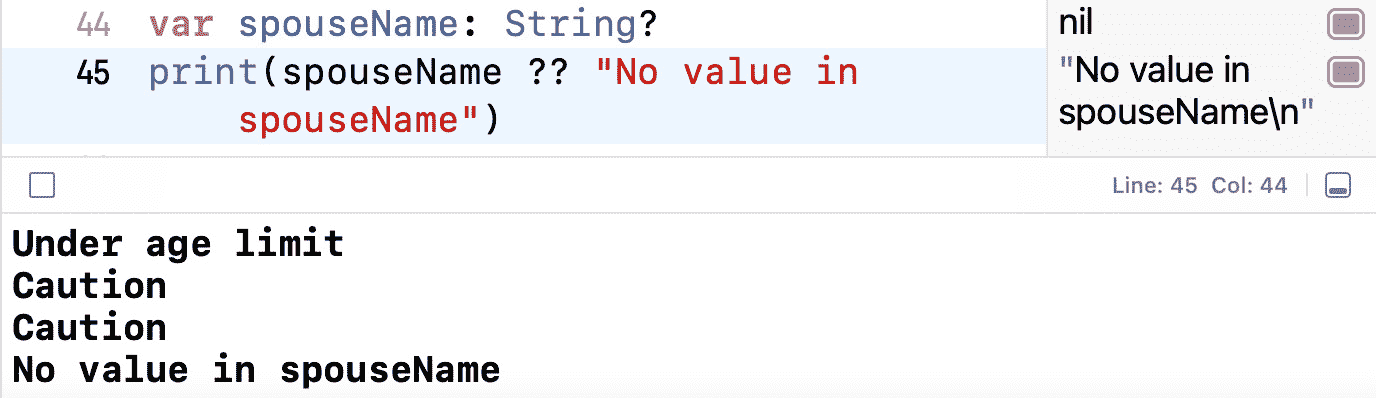 44 var spouseName: String?
nil
45 print(spouseName ?? "No value in
spouseName")
"No value in
spouseName\n"
Line: 45 Col: 44
Under age limit
Caution
Caution
No value in spouseName